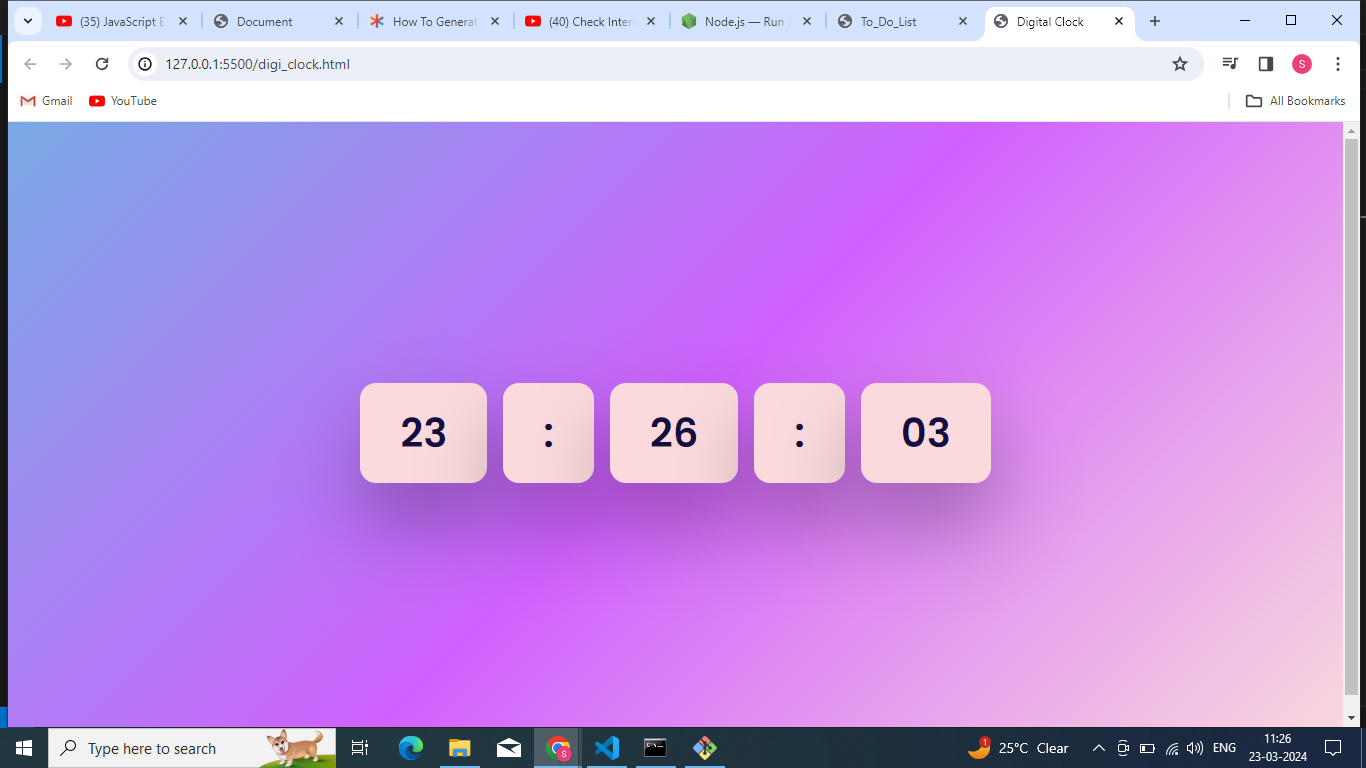 (35) JavaScript E
Document
How To Generat
(40) Check Inter
Node.js — Run
To_Do_List
Digital Clock
127.0.0.1:5500/digi_clock.html
S
Gmail
YouTube
All Bookmarks
23 : 26 : 03
Type here to search
S
1
25°C Clear
ENG
11:26
23-03-2024